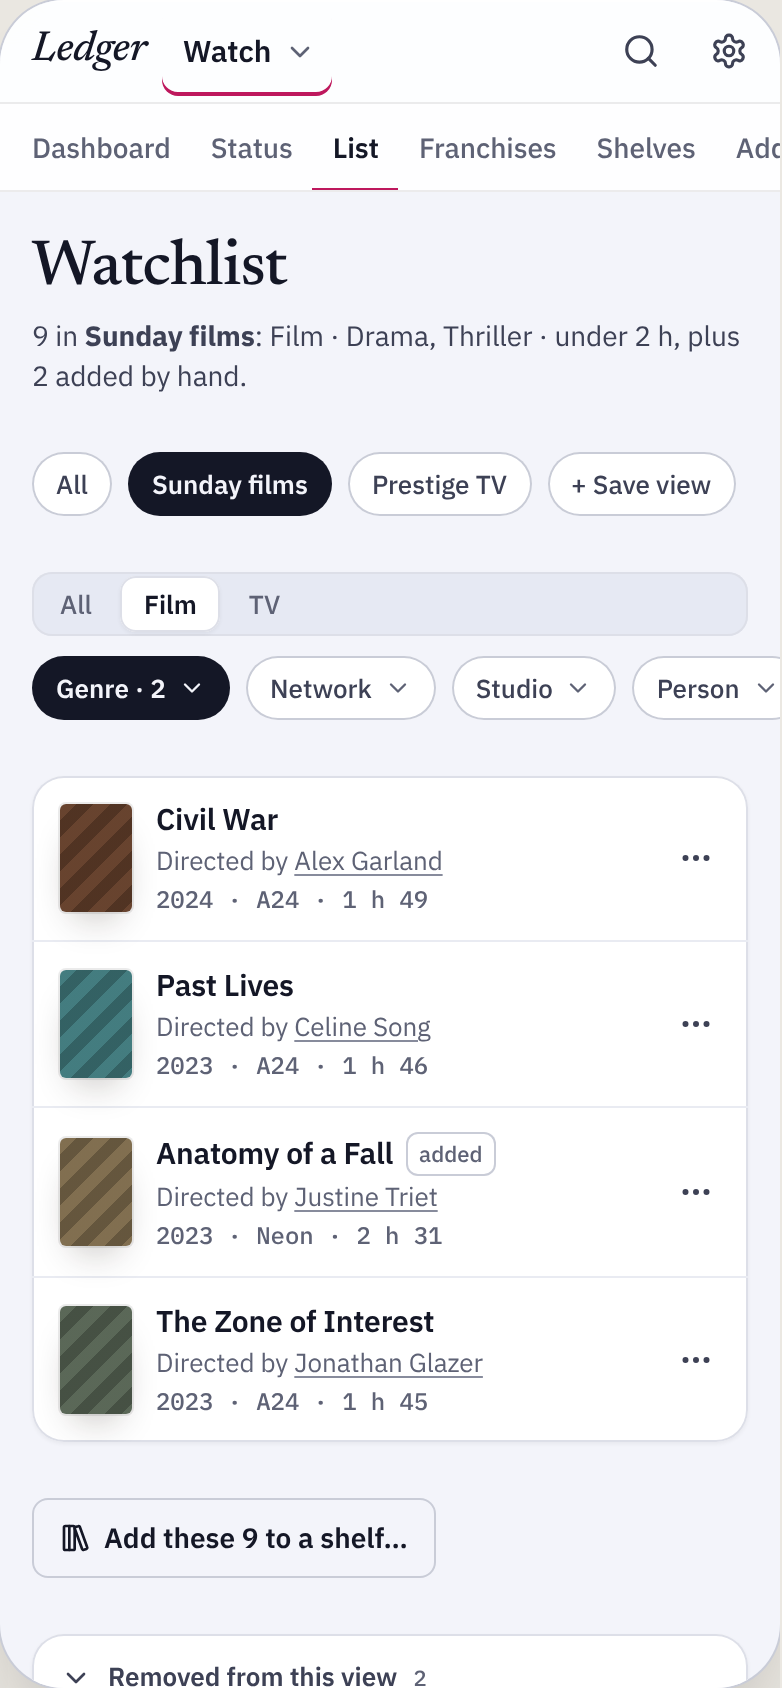 Ledger Watch
Dashboard Status List Franchises Shelves
Watchlist
9 in Sunday films: Film · Drama, Thriller · under 2 h, plus
2 added by hand.
All Sunday films Prestige TV + Save view
All Film TV
Genre · 2 Network Studio Person
Civil War
Directed by Alex Garland
2024 · A24 · 1 h 49
Past Lives
Directed by Celine Song
2023 · A24 · 1 h 46
Anatomy of a Fall added
Directed by Justine Triet
2023 · Neon · 2 h 31
The Zone of Interest
Directed by Jonathan Glazer
2023 · A24 · 1 h 45
Add these 9 to a shelf...
Removed from this view 2